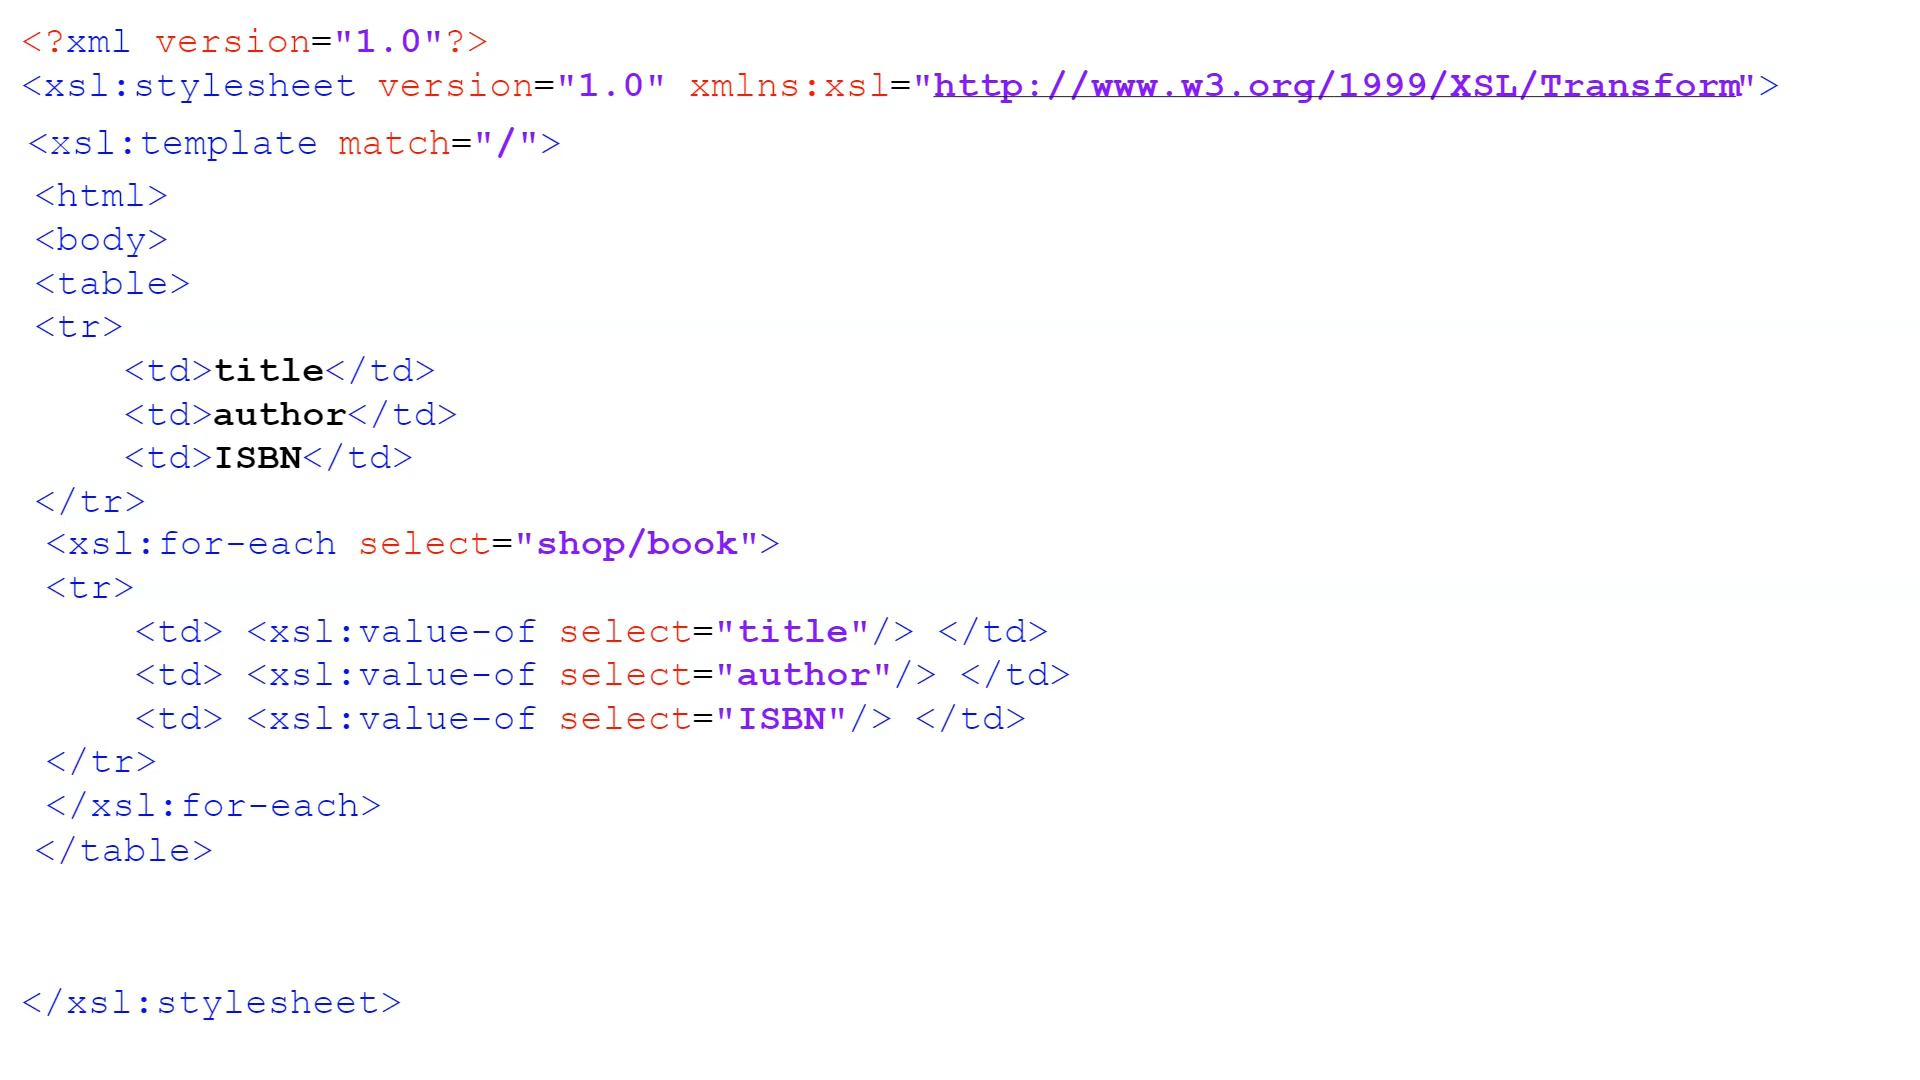 <?xml version="1.0"?>
<xsl:stylesheet version="1.0" xmlns:xsl="http://www.w3.org/1999/XSL/Transform">
<xsl:template match="/">
<html>
<body>
<table>
<tr>
<td>title</td>
<td>author</td>
<td>ISBN</td>
</tr>
<xsl:for-each select="shop/book">
<tr>
<td> <xsl:value-of select="title"/> </td>
<td> <xsl:value-of select="author"/> </td>
<td> <xsl:value-of select="ISBN"/> </td>
</tr>
</xsl:for-each>
</table>
</xsl:stylesheet>